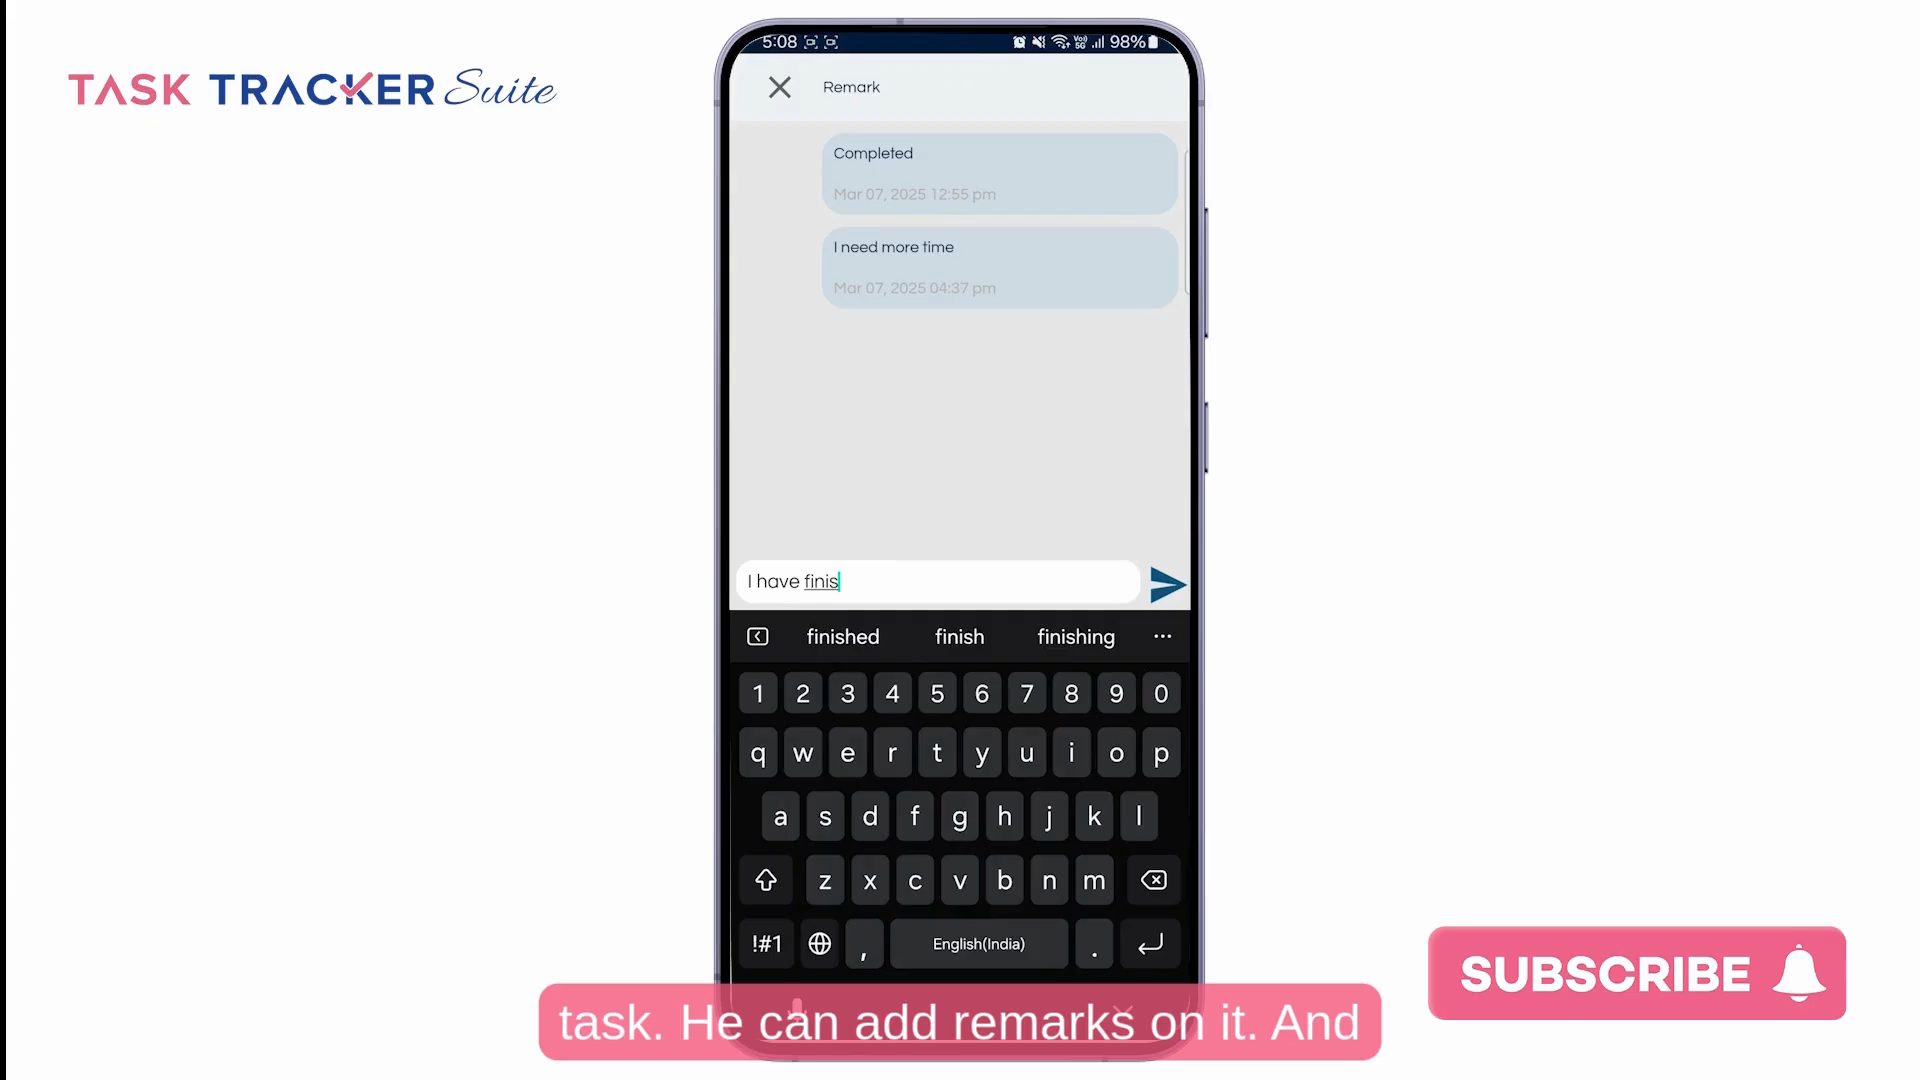 TASK TRACKER Suite
5:08
Vo)) 5G 98%
Remark
Completed
Mar 07, 2025 12:55 pm
I need more time
Mar 07, 2025 04:37 pm
I have finis
finished finish finishing
1 2 3 4 5 6 7 8 9 0
q w e r t y u i o p
a s d f g h j k l
z x c v b n m
!#1 , English(India) .
SUBSCRIBE
task. He can add remarks on it. And